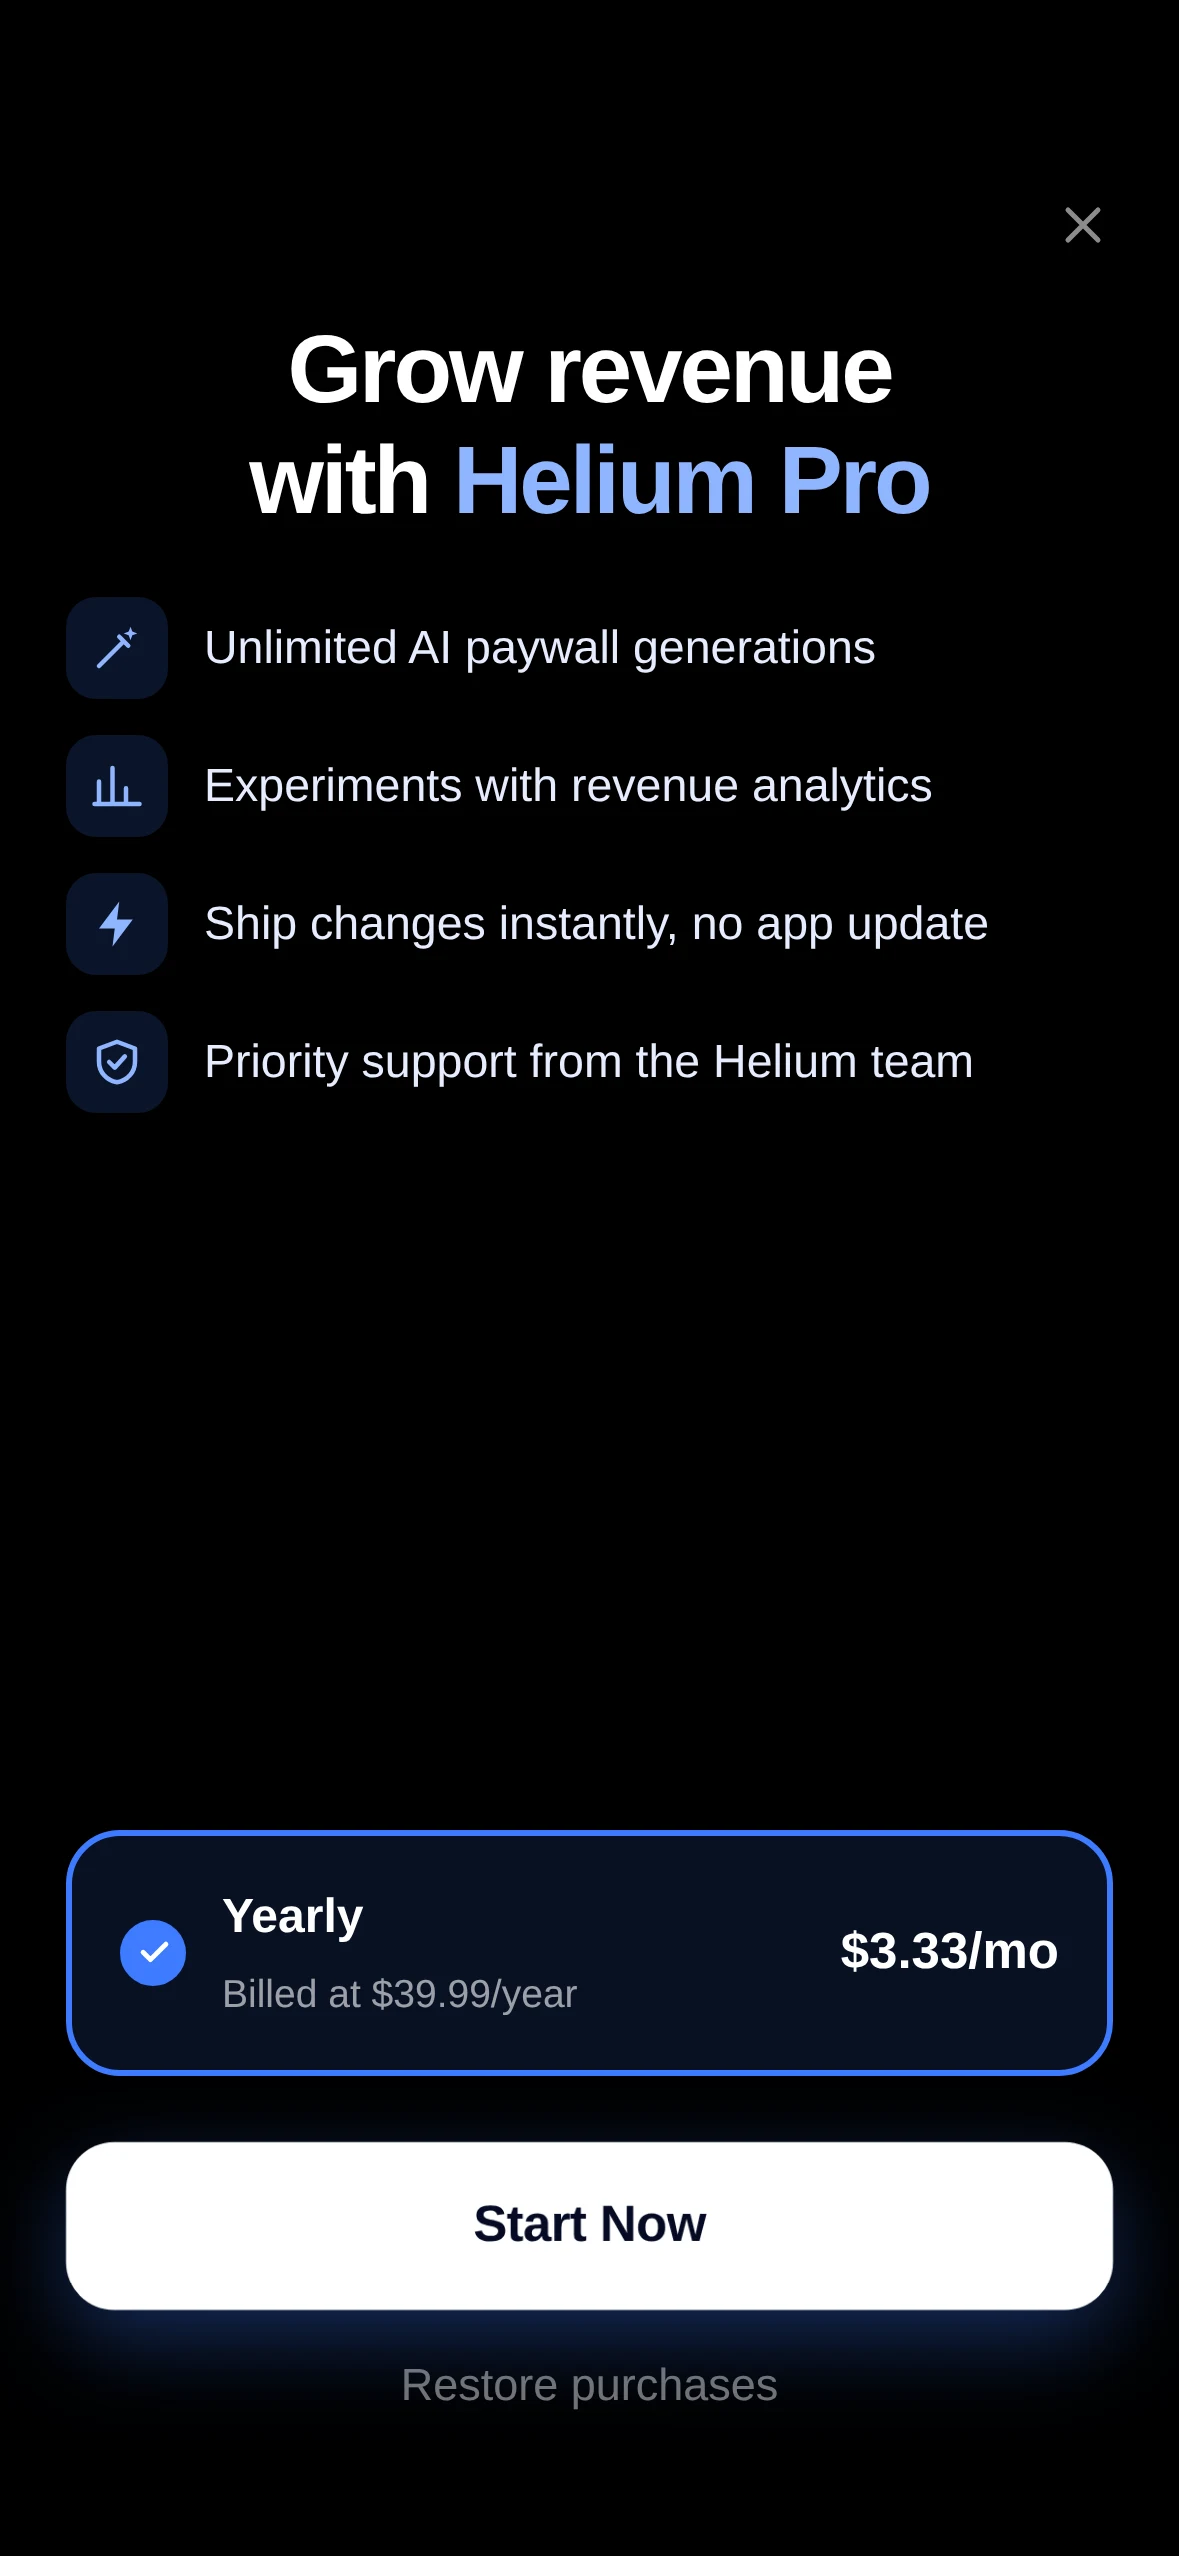 Grow revenue
with Helium Pro
Unlimited AI paywall generations
Experiments with revenue analytics
Ship changes instantly, no app update
Priority support from the Helium team
Yearly
Billed at $39.99/year
$3.33/mo
Start Now
Restore purchases